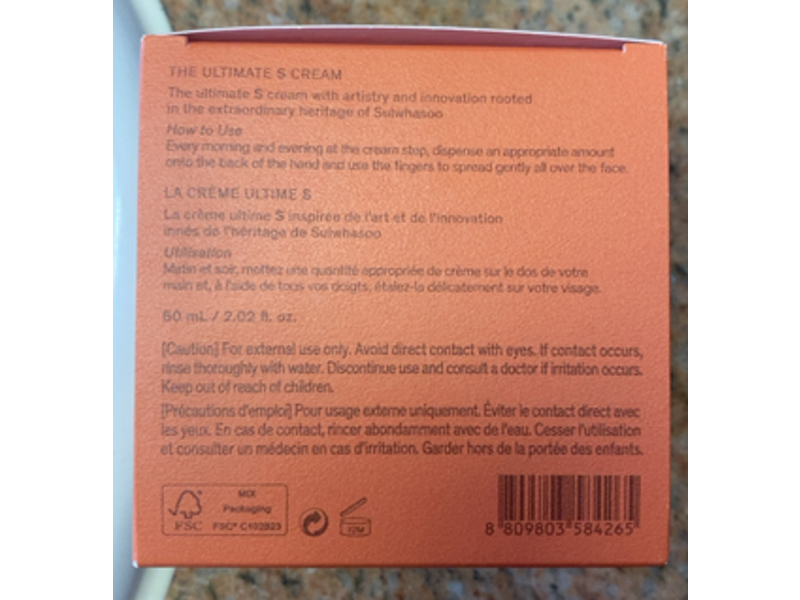 THE ULTIMATE S CREAM
The ultimate S cream with artistry and innovation rooted
in the extraordinary heritage of Sulwhasoo
How to Use
Every morning and evening at the cream step, dispense an appropriate amount
onto the back of the hand and use the fingers to spread gently all over the face.
LA CRÈME ULTIME S
La crème ultime S inspirée de l'art et de l'innovation
innés de l'héritage de Sulwhasoo
Utilisation
Matin et soir, mettez une quantité appropriée de crème sur le dos de votre
main et, à l'aide de tous vos doigts, étalez-la délicatement sur votre visage.
60 mL / 2.02 fl. oz.
[Caution] For external use only. Avoid direct contact with eyes. If contact occurs,
rinse thoroughly with water. Discontinue use and consult a doctor if irritation occurs.
Keep out of reach of children.
[Précautions d'emploi] Pour usage externe uniquement. Éviter le contact direct avec
les yeux. En cas de contact, rincer abondamment avec de l'eau. Cesser l'utilisation
et consulter un médecin en cas d'irritation. Garder hors de la portée des enfants.
MIX
Packaging
FSC FSC® C102823
12M
8 809803 584265